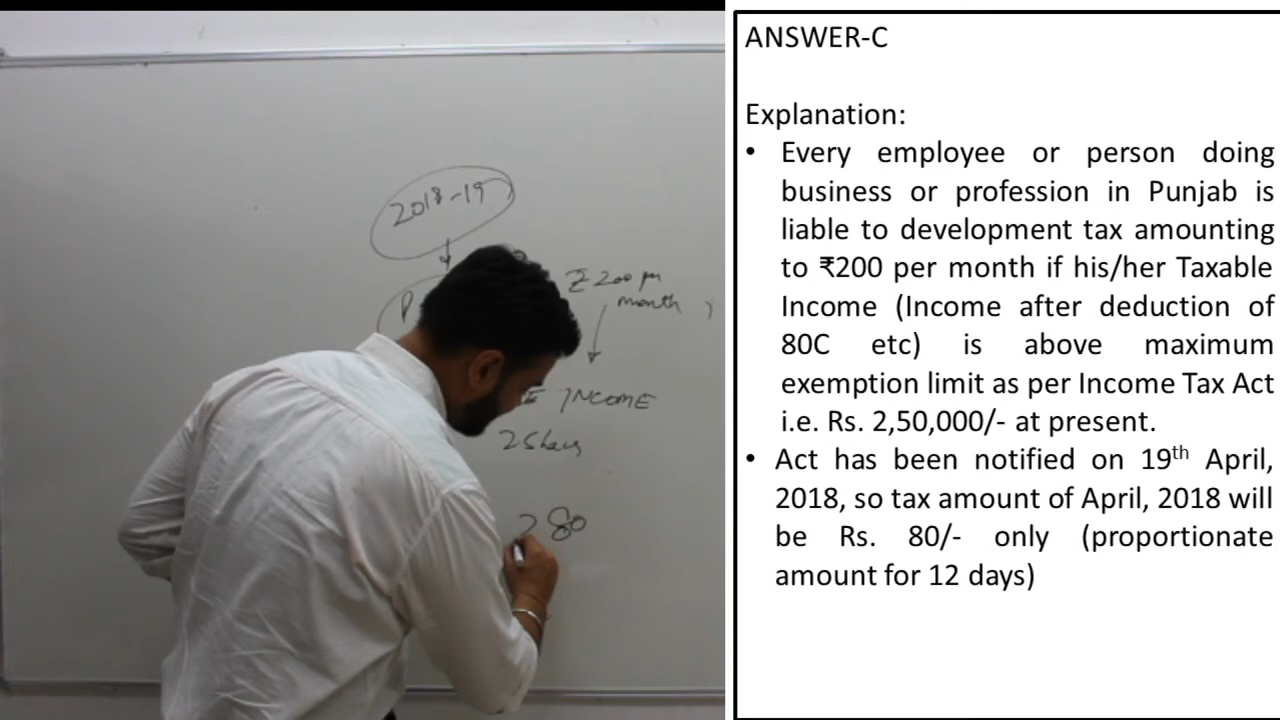 2018-19
P
₹200 per
month
INCOME
80
ANSWER-C
Explanation:
• Every employee or person doing
business or profession in Punjab is
liable to development tax amounting
to ₹200 per month if his/her Taxable
Income (Income after deduction of
80C etc) is above maximum
exemption limit as per Income Tax Act
i.e. Rs. 2,50,000/- at present.
• Act has been notified on 19th April,
2018, so tax amount of April, 2018 will
be Rs. 80/- only (proportionate
amount for 12 days)